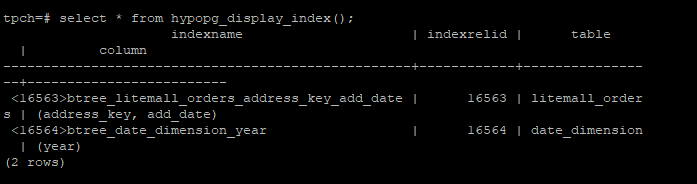 tpch=# select * from hypopg_display_index();
indexname | indexrelid | table
| column
--------------------------------------------------+------------+---------------
--+-------------------------
<16563>btree_litemall_orders_address_key_add_date | 16563 | litemall_order
s | (address_key, add_date)
<16564>btree_date_dimension_year | 16564 | date_dimension
| (year)
(2 rows)